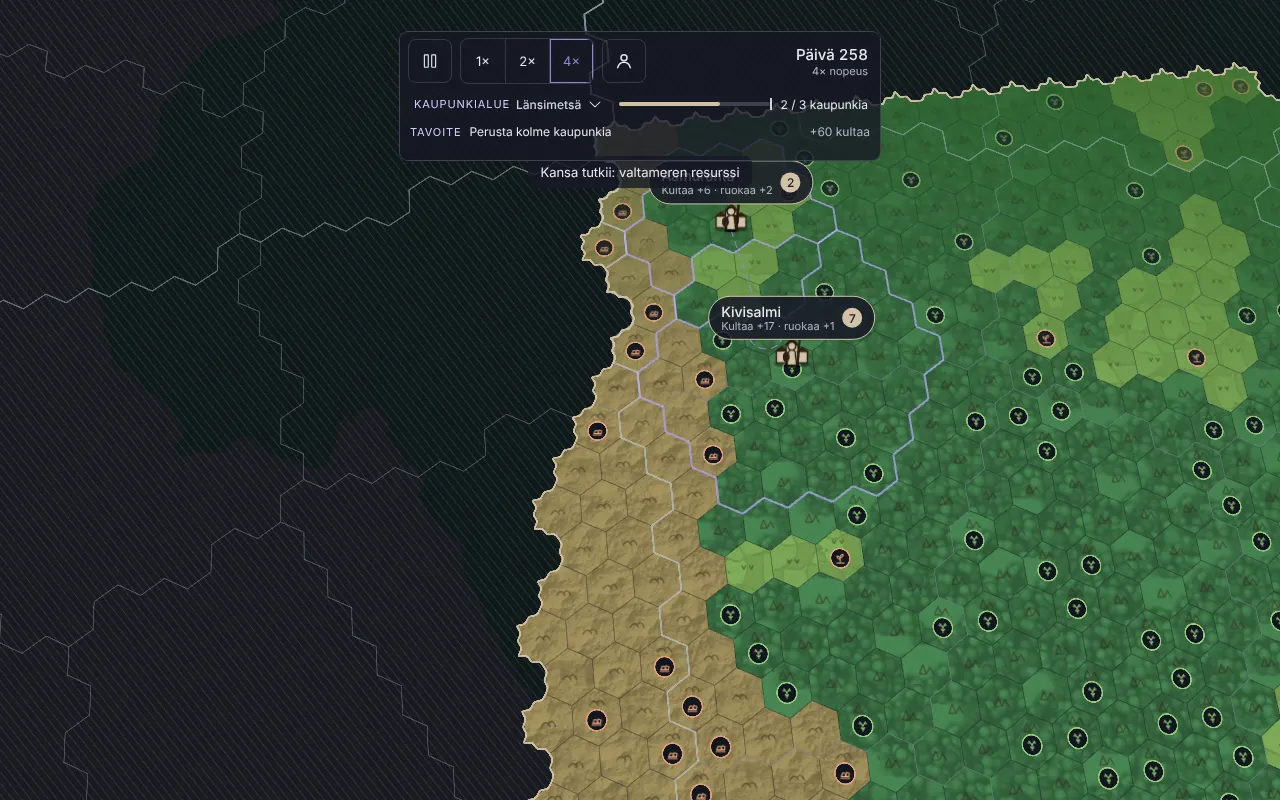 1×
2×
4×
Päivä 258
4× nopeus
KAUPUNKIALUE Länsimetsä
2 / 3 kaupunkia
TAVOITE Perusta kolme kaupunkia
+60 kultaa
Kansa tutkii: valtameren resurssi
Kultaa +6 · ruokaa +2
2
Kivisalmi
Kultaa +17 · ruokaa +1
7